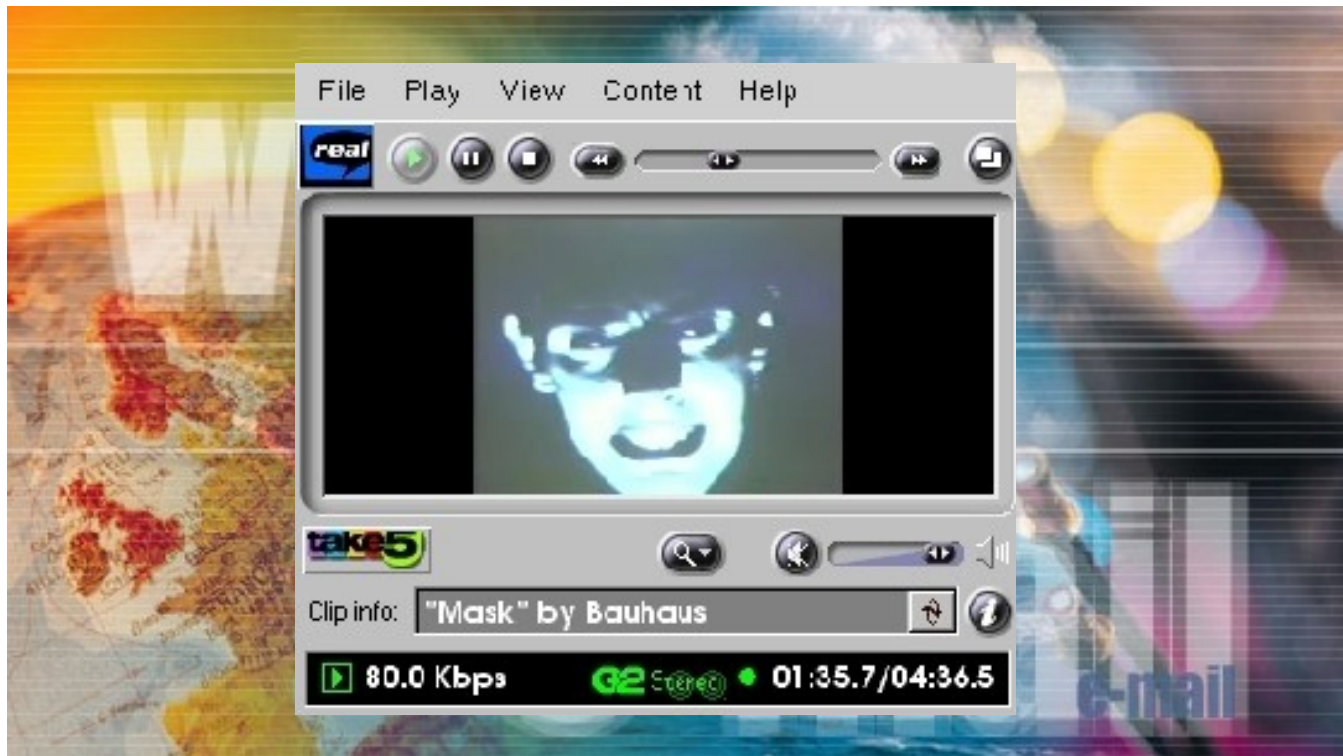 W
File Play View Content Help
real
take5
Clip info: "Mask" by Bauhaus
80.0 Kbps G2 Stereo 01:35.7/04:36.5
e-mail